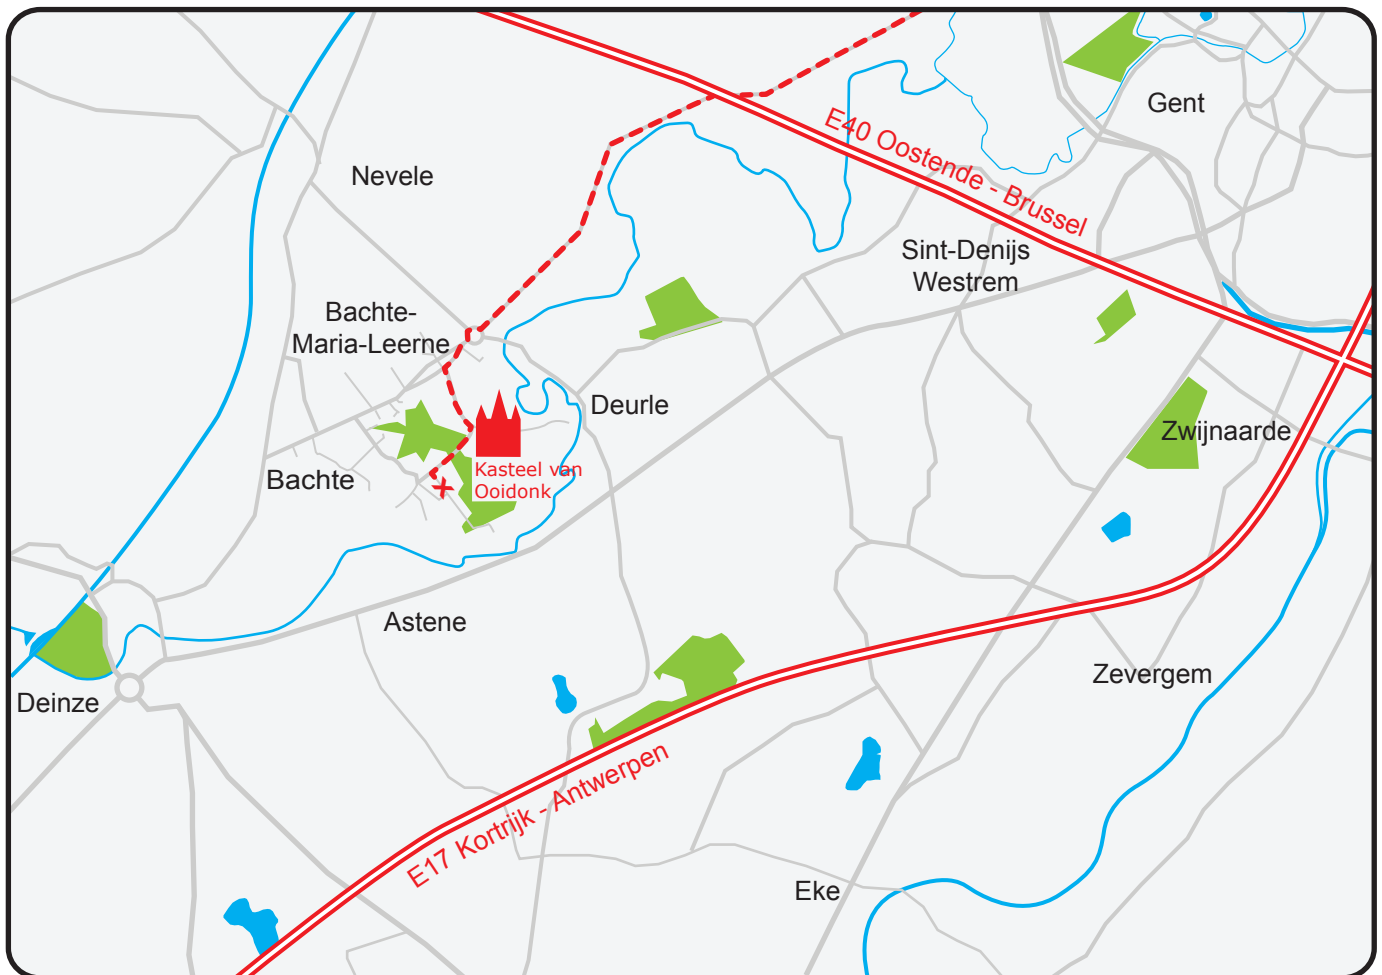 Gent
E40 Oostende - Brussel
Nevele
Sint-Denijs
Westrem
Bachte-
Maria-Leerne
Deurle
Zwijnaarde
Kasteel van
Ooidonk
Bachte
Astene
Zevergem
Deinze
E17 Kortrijk - Antwerpen
Eke